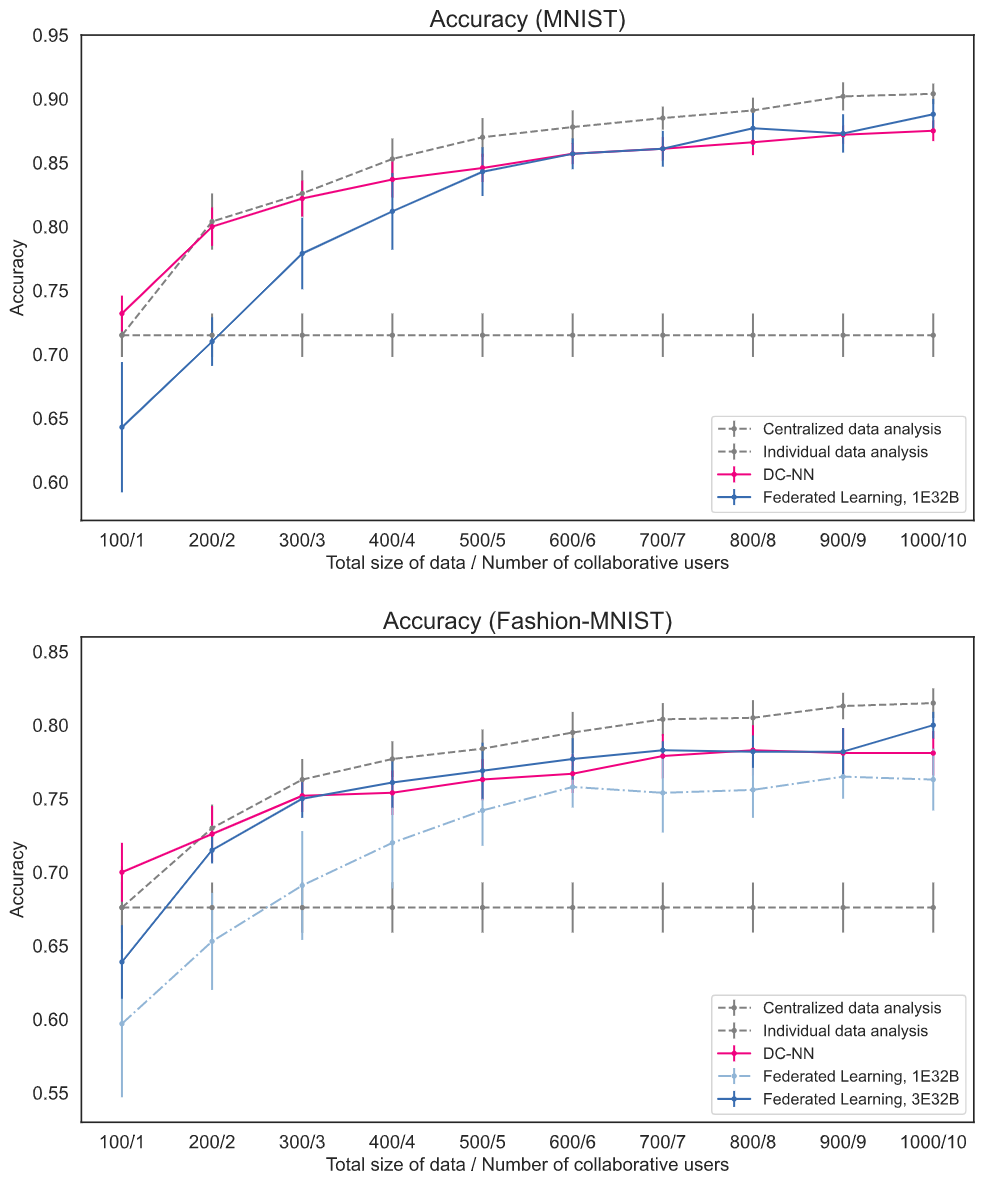 Accuracy (MNIST)
0.95
0.90
0.85
0.80
0.75
0.70
0.65
0.60
Accuracy
Centralized data analysis
Individual data analysis
DC-NN
Federated Learning, 1E32B
100/1 200/2 300/3 400/4 500/5 600/6 700/7 800/8 900/9 1000/10
Total size of data / Number of collaborative users
Accuracy (Fashion-MNIST)
0.85
0.80
0.75
0.70
0.65
0.60
0.55
Accuracy
Centralized data analysis
Individual data analysis
DC-NN
Federated Learning, 1E32B
Federated Learning, 3E32B
100/1 200/2 300/3 400/4 500/5 600/6 700/7 800/8 900/9 1000/10
Total size of data / Number of collaborative users